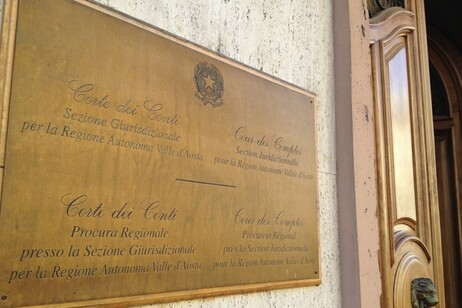 Corte dei Conti
Sezione Giurisdizionale
per la Regione Autonoma Valle d'Aosta
Cour des Comptes
Section Juridictionnelle
pour la Région Autonome Vallée d'Aoste
Corte dei Conti
Procura Regionale
presso la Sezione Giurisdizionale
per la Regione Autonoma Valle d'Aosta
Cour des Comptes
Parquet Régional
près la Section Juridictionnelle
pour la Région Autonome Vallée d'Aoste